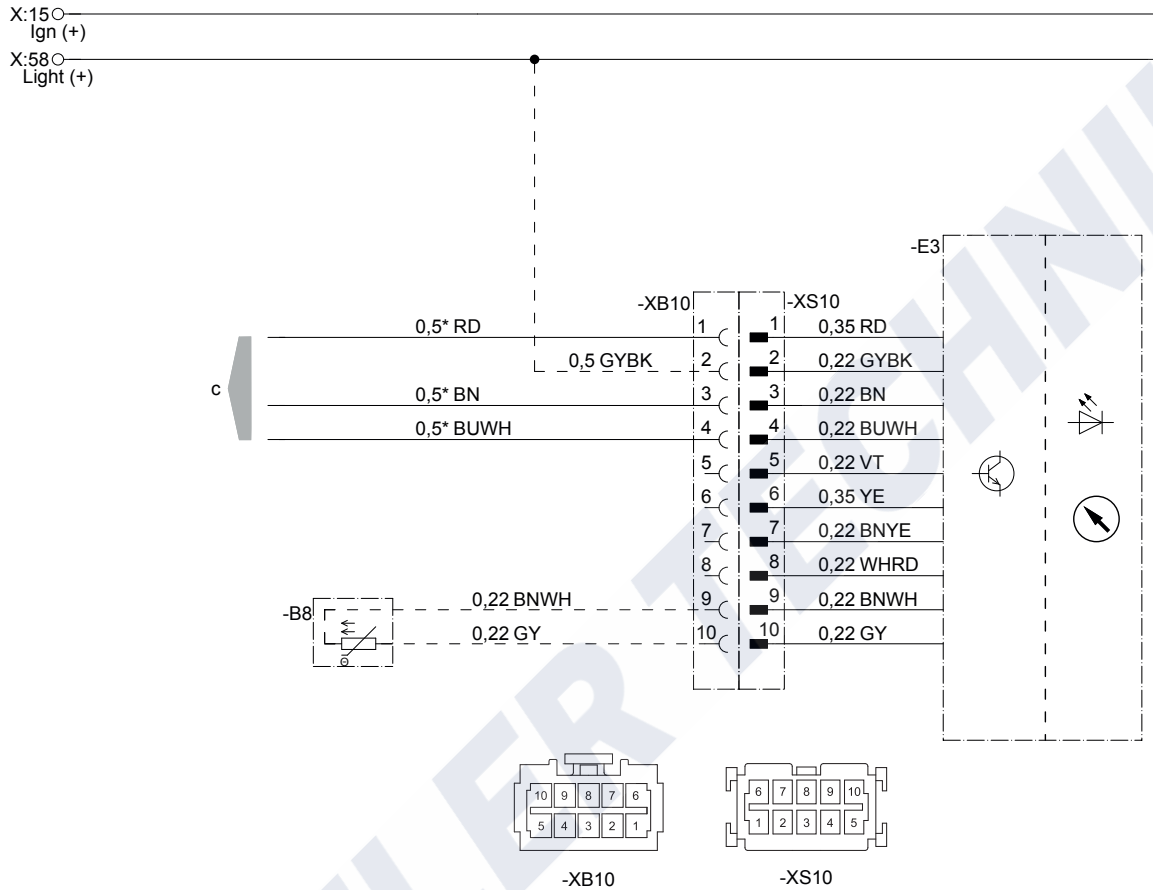 X:15
Ign (+)
X:58
Light (+)
-E3
-XB10 -XS10
0,5* RD 1 1 0,35 RD
0,5 GYBK 2 2 0,22 GYBK
c
0,5* BN 3 3 0,22 BN
0,5* BUWH 4 4 0,22 BUWH
5 5 0,22 VT
6 6 0,35 YE
7 7 0,22 BNYE
8 8 0,22 WHRD
-B8 0,22 BNWH 9 9 0,22 BNWH
0,22 GY 10 10 0,22 GY
Θ
10 9 8 7 6
5 4 3 2 1
-XB10
6 7 8 9 10
1 2 3 4 5
-XS10
LER TECHNI